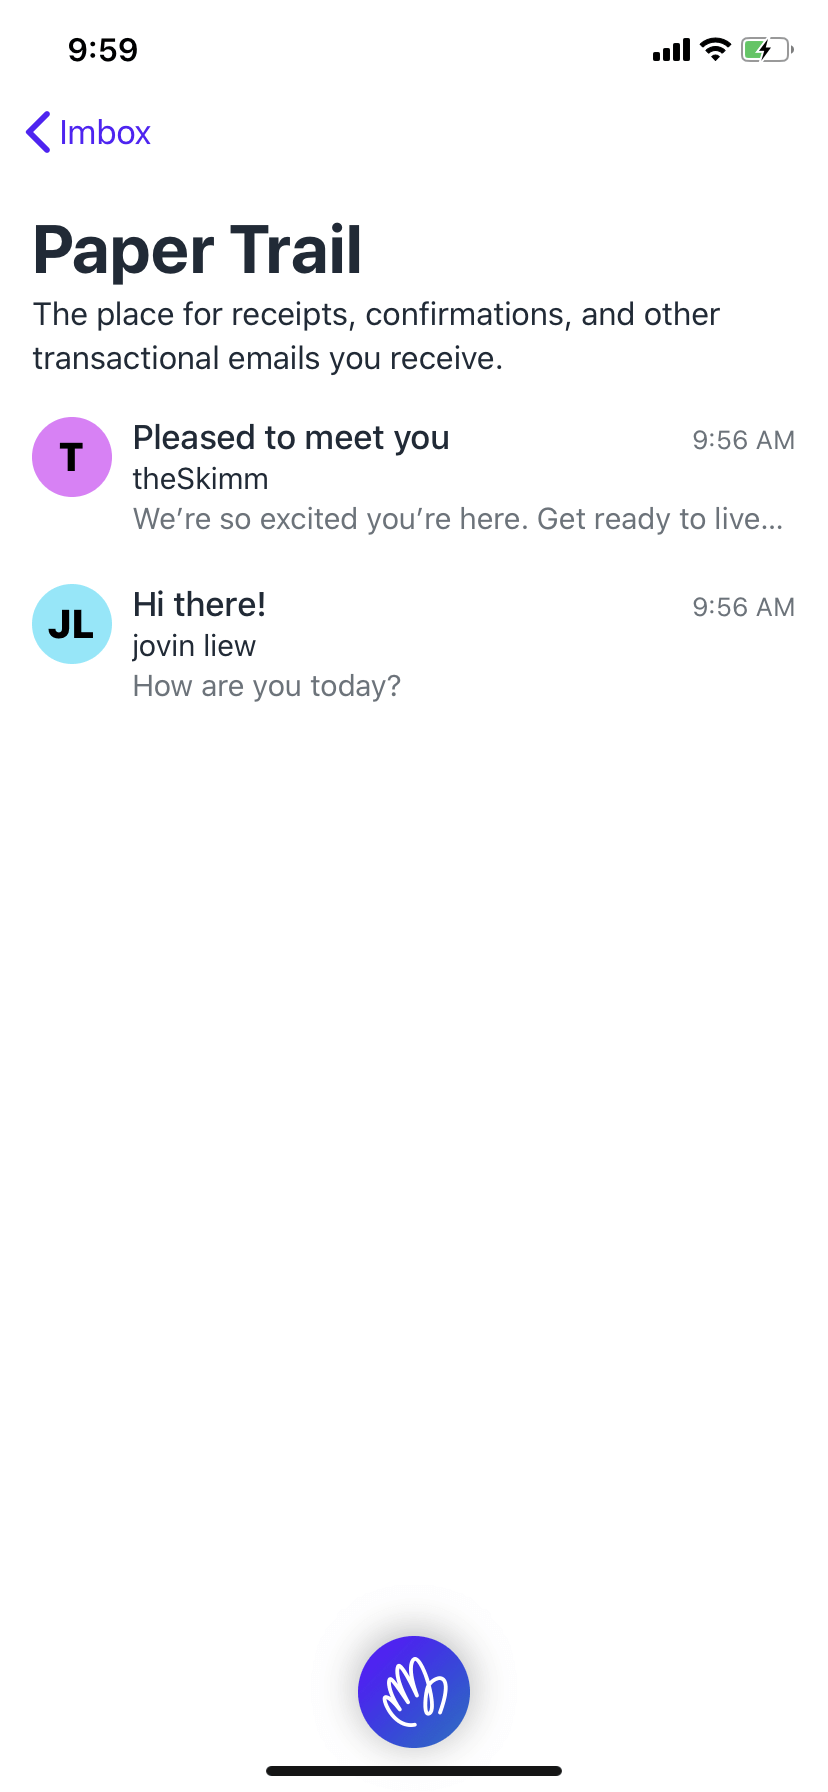 9:59
Imbox
Paper Trail
The place for receipts, confirmations, and other
transactional emails you receive.
T
Pleased to meet you
9:56 AM
theSkimm
We’re so excited you’re here. Get ready to live...
JL
Hi there!
9:56 AM
jovin liew
How are you today?